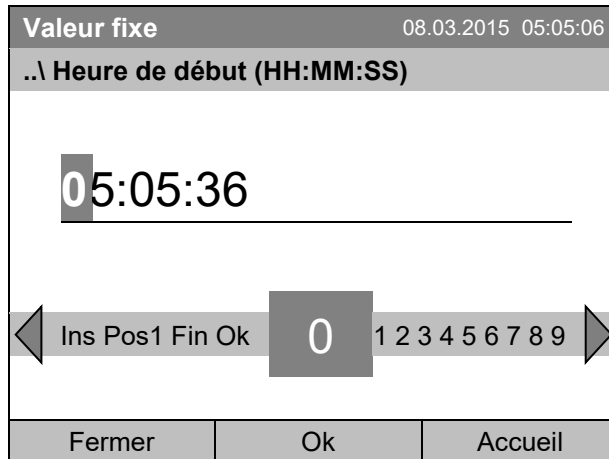 Valeur fixe 08.03.2015 05:05:06
..\ Heure de début (HH:MM:SS)
05:05:36
Ins Pos1 Fin Ok 0 1 2 3 4 5 6 7 8 9
Fermer Ok Accueil